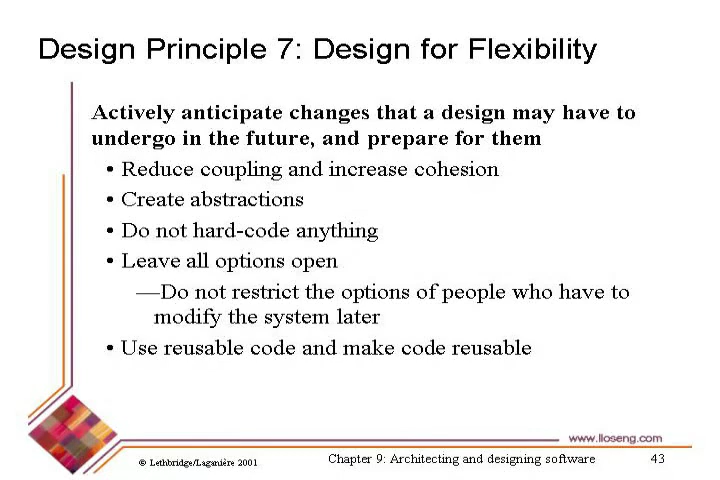 Design Principle 7: Design for Flexibility
Actively anticipate changes that a design may have to
undergo in the future, and prepare for them
• Reduce coupling and increase cohesion
• Create abstractions
• Do not hard-code anything
• Leave all options open
—Do not restrict the options of people who have to
modify the system later
• Use reusable code and make code reusable
www.lloseng.com
© Lethbridge/Laganière 2001
Chapter 9: Architecting and designing software
43